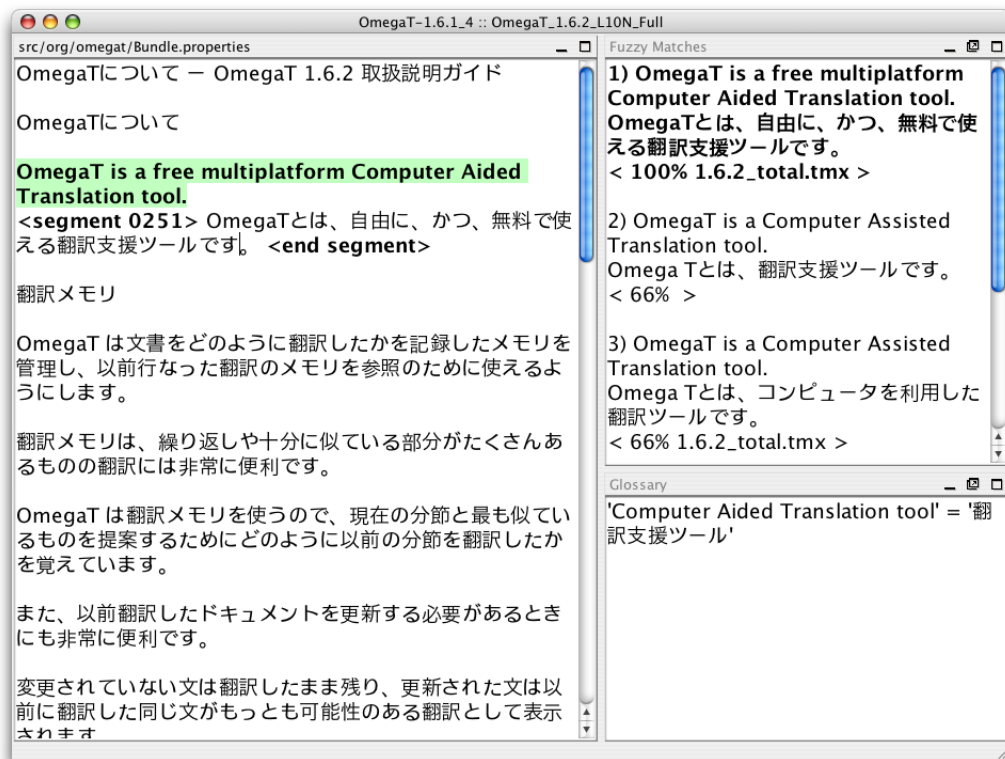 OmegaT-1.6.1_4 :: OmegaT_1.6.2_L10N_Full
src/org/omegat/Bundle.properties
OmegaTについて － OmegaT 1.6.2 取扱説明ガイド
OmegaTについて
OmegaT is a free multiplatform Computer Aided
Translation tool.
<segment 0251> OmegaTとは、自由に、かつ、無料で使
える翻訳支援ツールです。 <end segment>
翻訳メモリ
OmegaT は文書をどのように翻訳したかを記録したメモリを
管理し、以前行なった翻訳のメモリを参照のために使えるよ
うにします。
翻訳メモリは、繰り返しや十分に似ている部分がたくさんあ
るものの翻訳には非常に便利です。
OmegaT は翻訳メモリを使うので、現在の分節と最も似てい
るものを提案するためにどのように以前の分節を翻訳したか
を覚えています。
また、以前翻訳したドキュメントを更新する必要があるとき
にも非常に便利です。
変更されていない文は翻訳したまま残り、更新された文は以
前に翻訳した同じ文がもっとも可能性のある翻訳として表示
されます
Fuzzy Matches
1) OmegaT is a free multiplatform
Computer Aided Translation tool.
OmegaTとは、自由に、かつ、無料で使
える翻訳支援ツールです。
< 100% 1.6.2_total.tmx >
2) OmegaT is a Computer Assisted
Translation tool.
Omega Tとは、翻訳支援ツールです。
< 66%  >
3) OmegaT is a Computer Assisted
Translation tool.
Omega Tとは、コンピュータを利用した
翻訳ツールです。
< 66% 1.6.2_total.tmx >
Glossary
'Computer Aided Translation tool' = '翻
訳支援ツール'